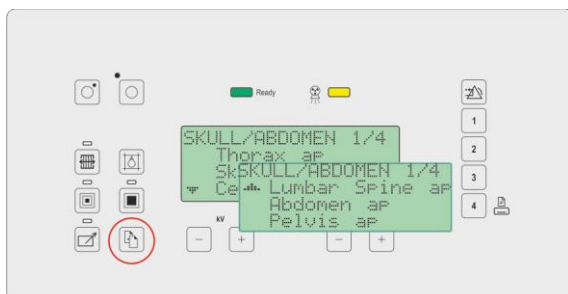 Ready
SKULL/ABDOMEN 1/4
Thorax ap
Sk
Ce
SKULL/ABDOMEN 1/4
Lumbar Spine ap
Abdomen ap
Pelvis ap
kV
- + - +
1
2
3
4